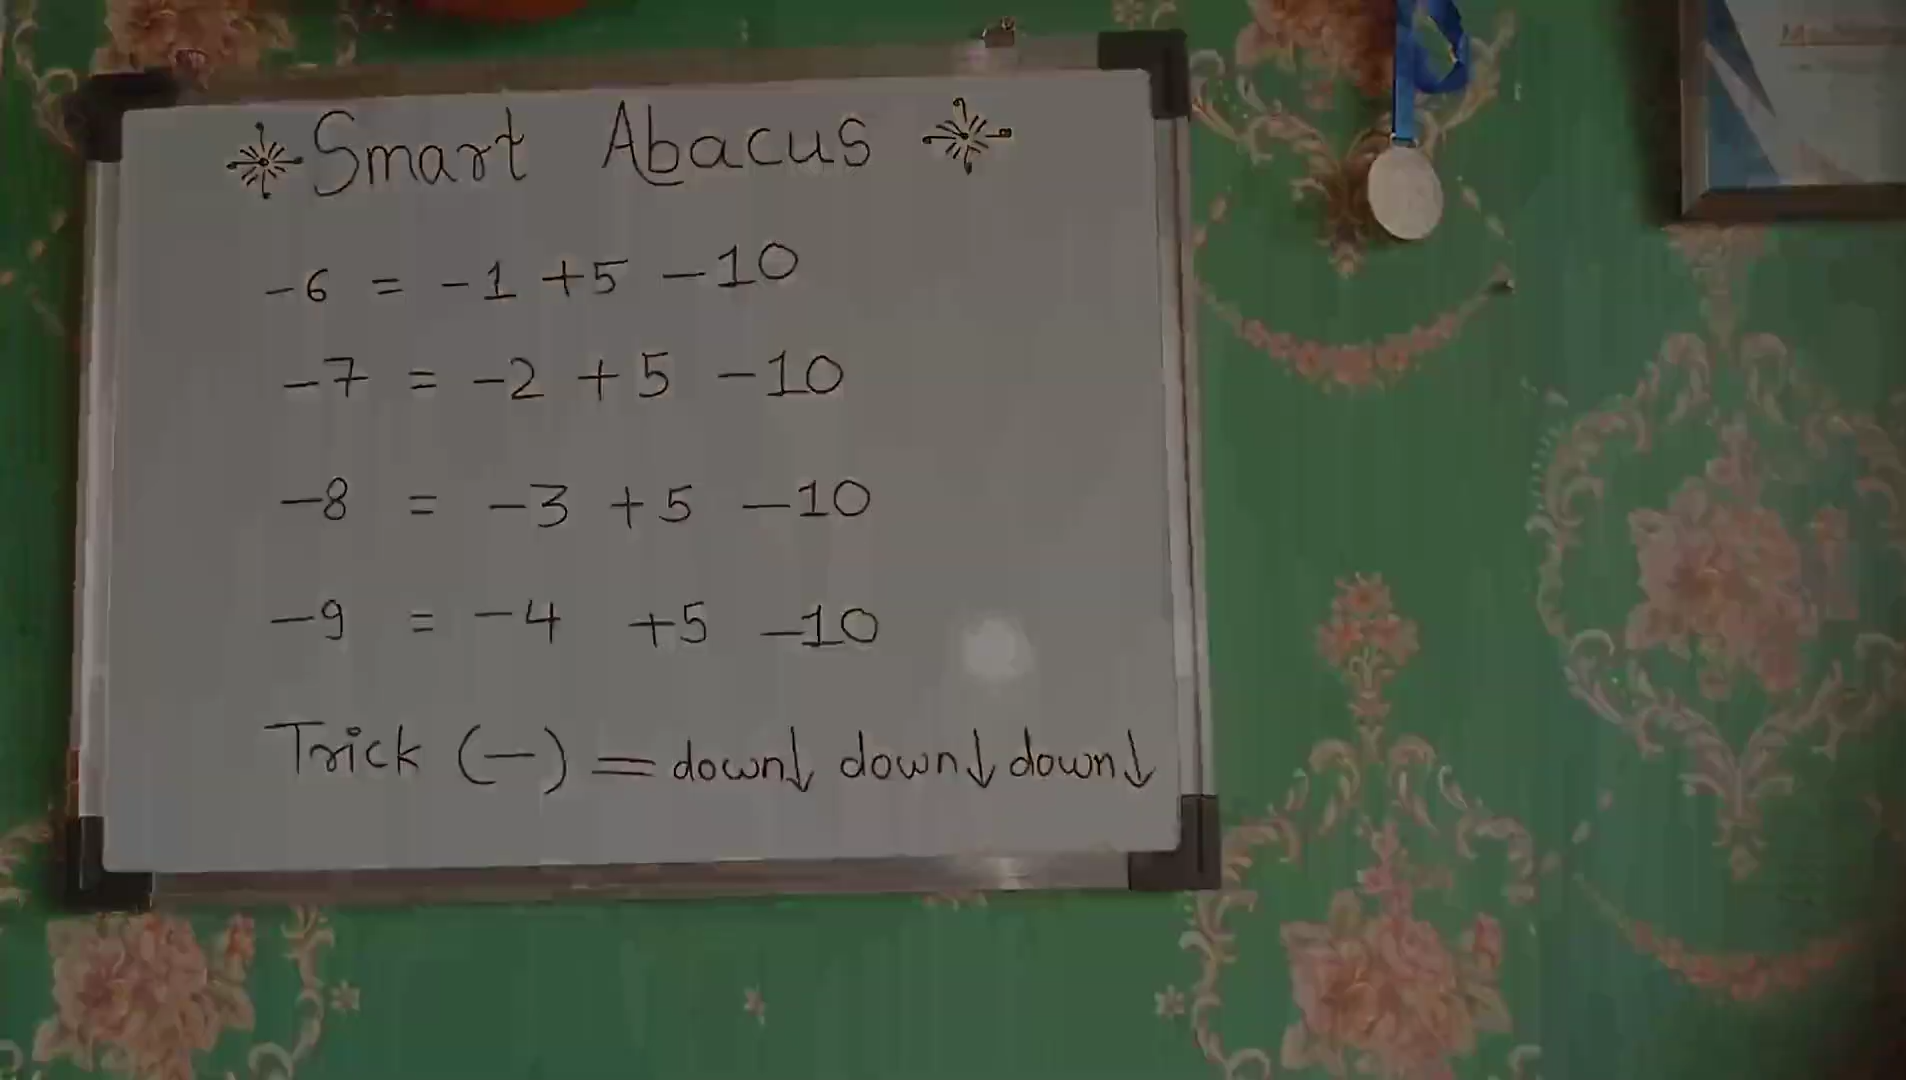 Smart Abacus
-6 = -1 +5 -10
-7 = -2 +5 -10
-8 = -3 +5 -10
-9 = -4 +5 -10
Trick (-) = down↓ down↓ down↓